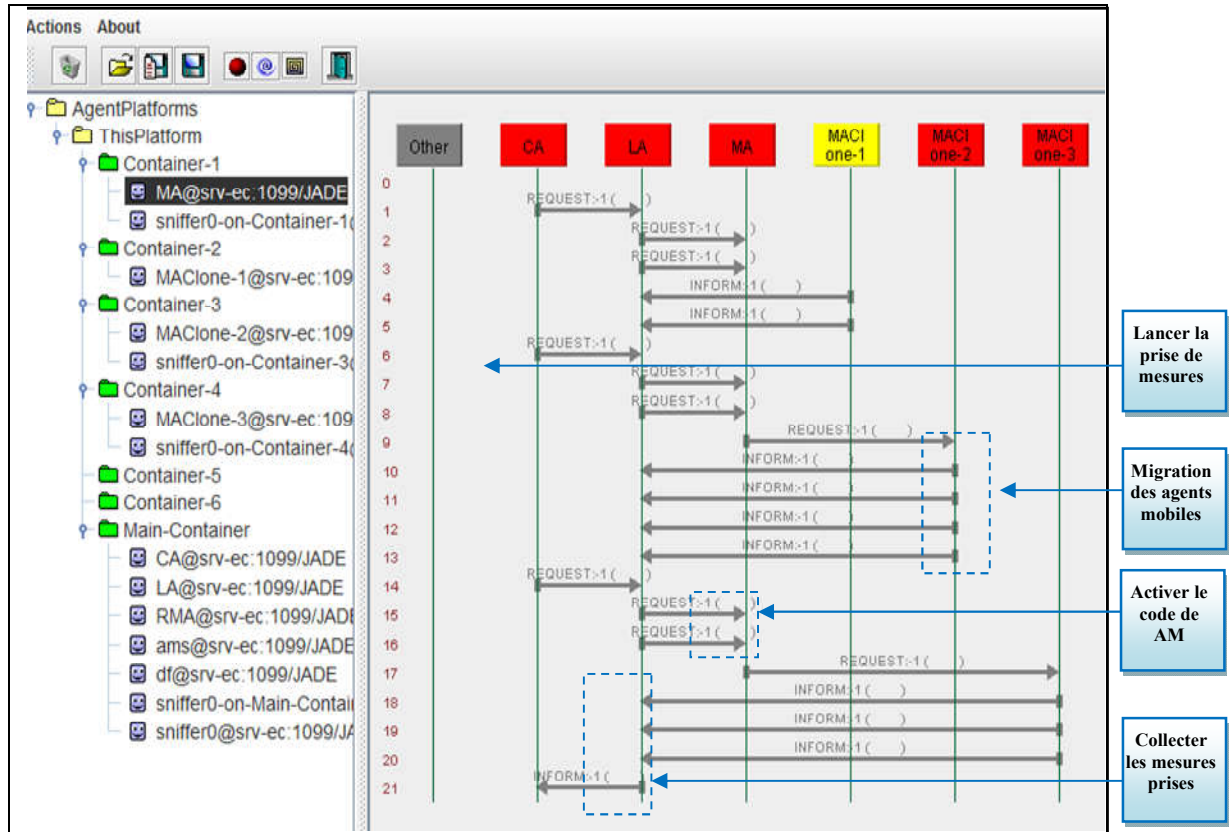 Actions About
AgentPlatforms
ThisPlatform
Container-1
MA@srv-ec:1099/JADE
sniffer0-on-Container-1(
Container-2
MAClone-1@srv-ec:109
Container-3
MAClone-2@srv-ec:109
sniffer0-on-Container-3(
Container-4
MAClone-3@srv-ec:109
sniffer0-on-Container-4(
Container-5
Container-6
Main-Container
CA@srv-ec:1099/JADE
LA@srv-ec:1099/JADE
RMA@srv-ec:1099/JADE
ams@srv-ec:1099/JADE
df@srv-ec:1099/JADE
sniffer0-on-Main-Contain
sniffer0@srv-ec:1099/JA
Other
CA
LA
MA
MACl
one-1
MACl
one-2
MACl
one-3
0
REQUEST:-1 ( )
1
REQUEST:-1 ( )
2
REQUEST:-1 ( )
3
INFORM:-1 ( )
4
INFORM:-1 ( )
5
REQUEST:-1 ( )
6
REQUEST:-1 ( )
7
REQUEST:-1 ( )
8
REQUEST:-1 ( )
9
INFORM:-1 ( )
10
INFORM:-1 ( )
11
INFORM:-1 ( )
12
INFORM:-1 ( )
13
REQUEST:-1 ( )
14
REQUEST:-1 ( )
15
REQUEST:-1 ( )
16
REQUEST:-1 ( )
17
INFORM:-1 ( )
18
INFORM:-1 ( )
19
INFORM:-1 ( )
20
INFORM:-1 ( )
21
Lancer la
prise de
mesures
Migration
des agents
mobiles
Activer le
code de
AM
Collecter
les mesures
prises